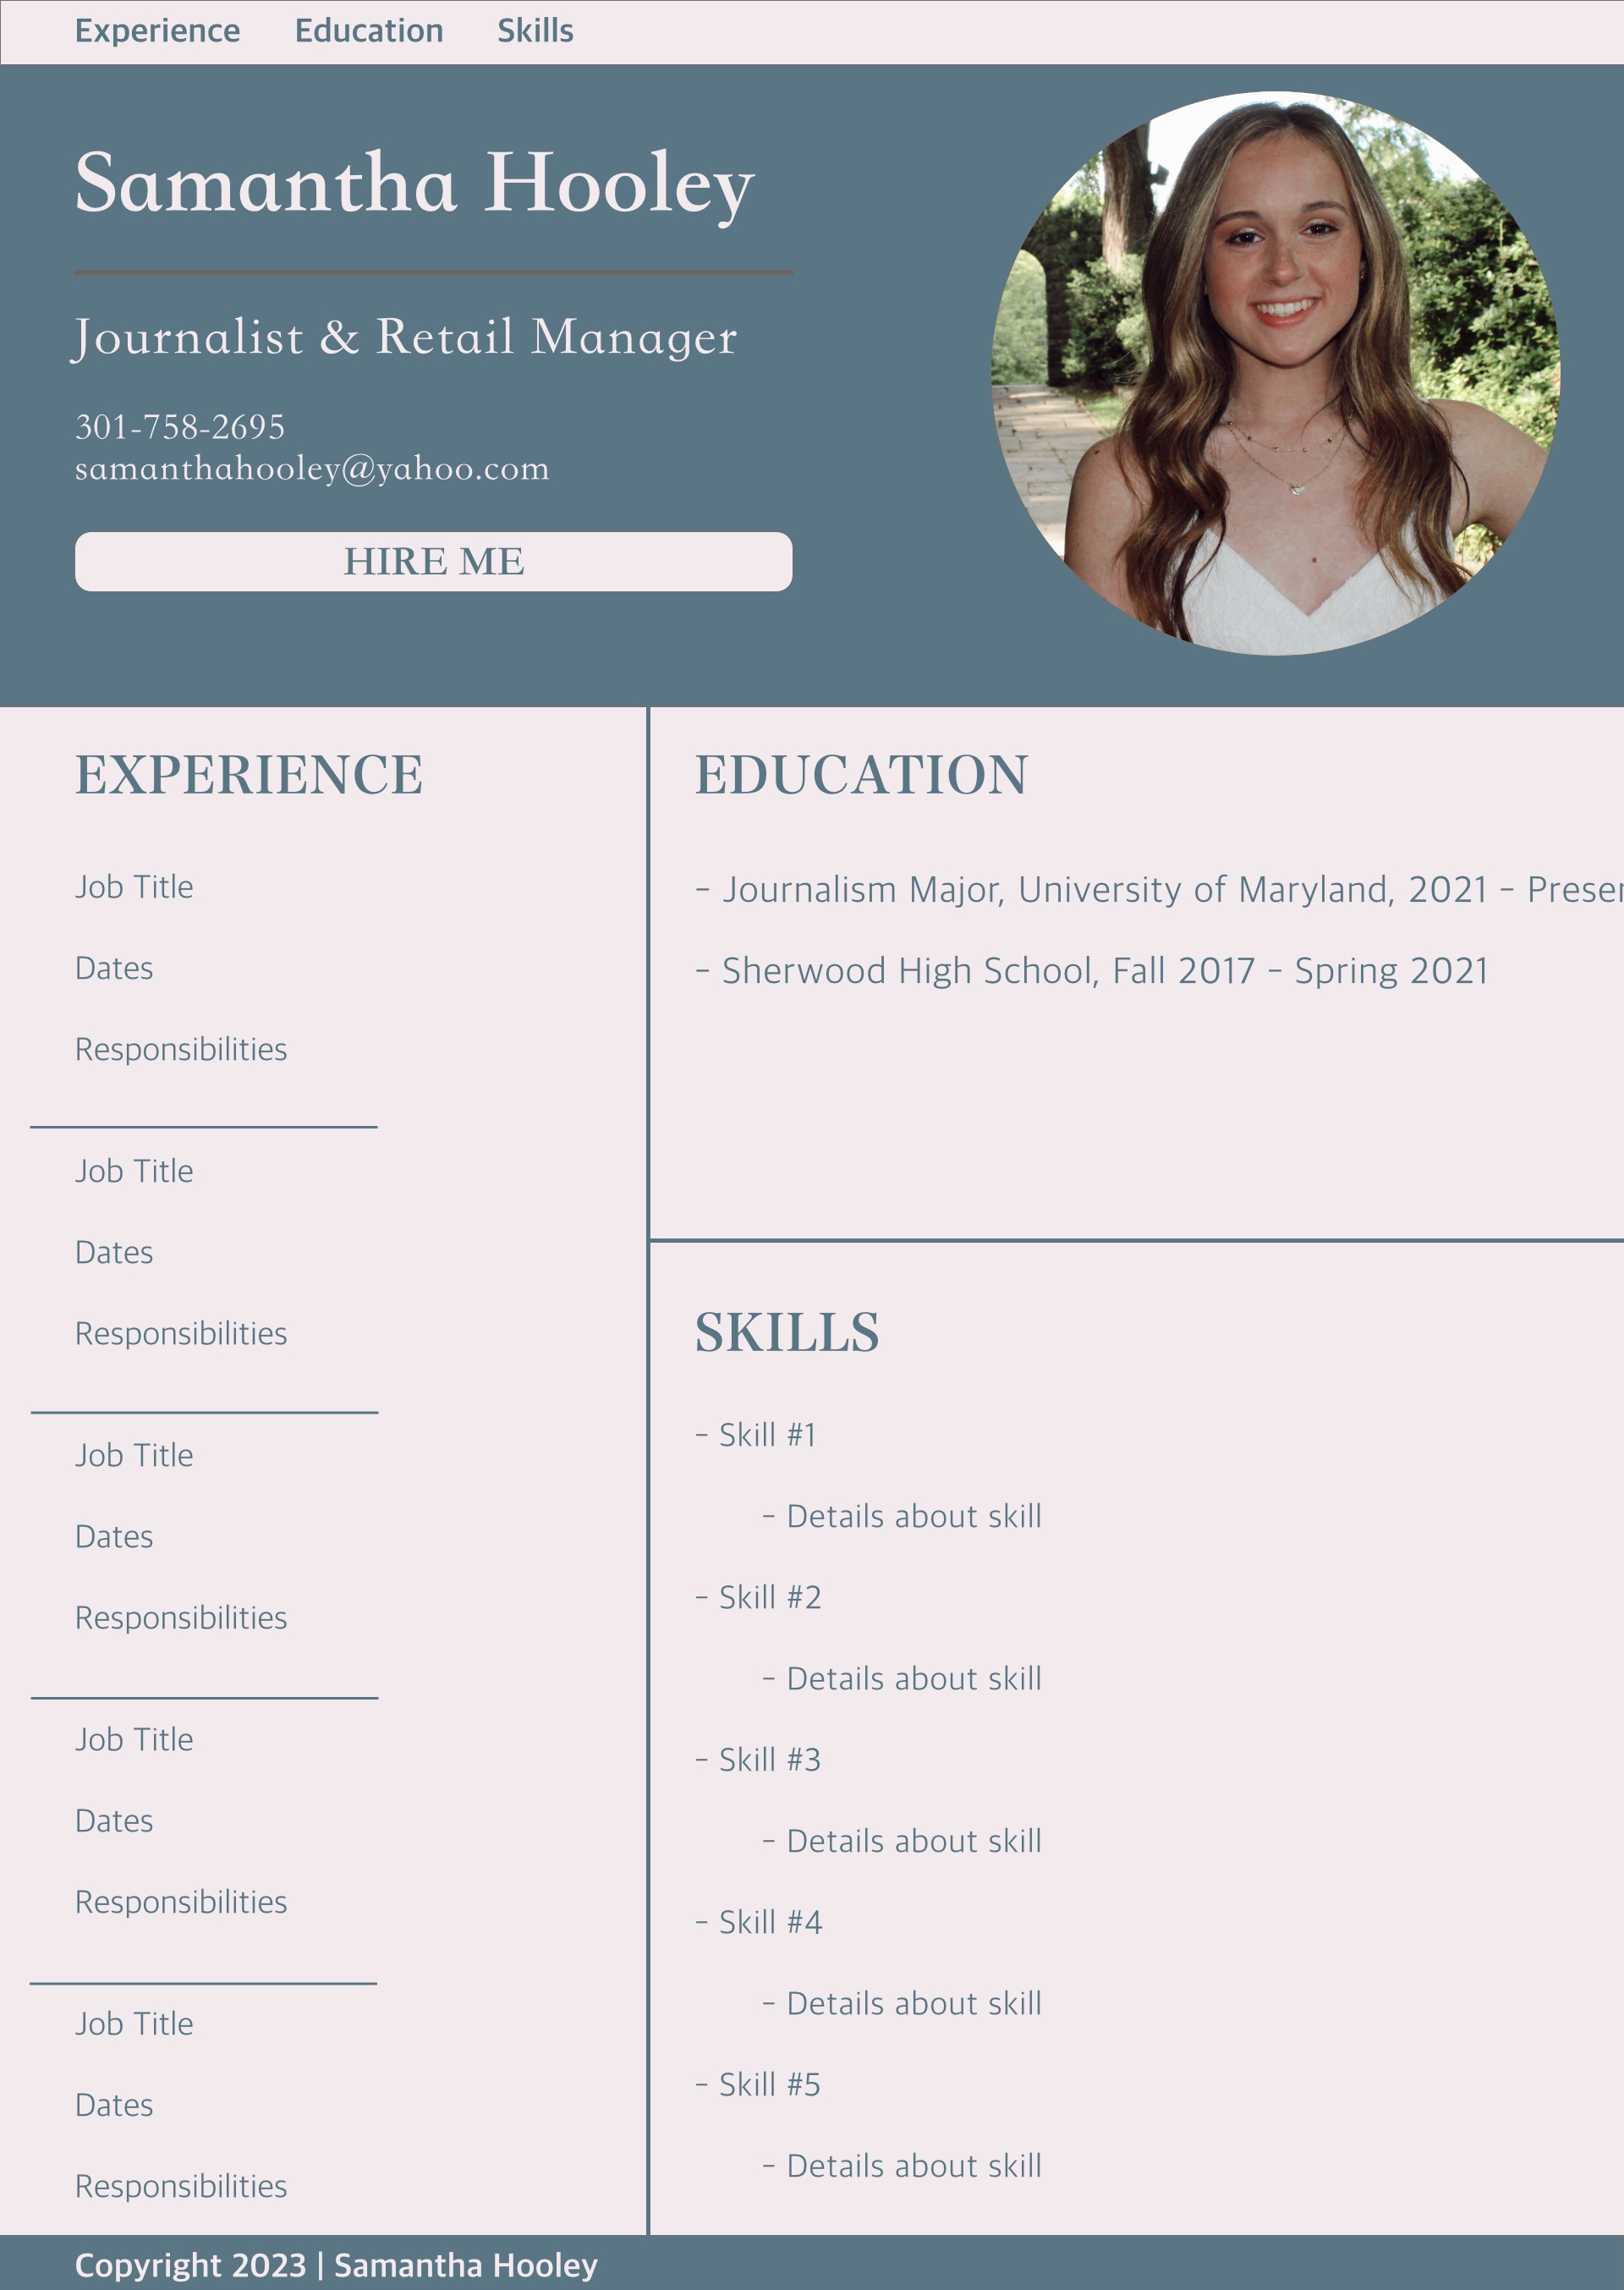 Experience Education Skills
Samantha Hooley
Journalist & Retail Manager
301-758-2695
samanthahooley@yahoo.com
HIRE ME
EXPERIENCE
Job Title
Dates
Responsibilities
Job Title
Dates
Responsibilities
Job Title
Dates
Responsibilities
Job Title
Dates
Responsibilities
Job Title
Dates
Responsibilities
EDUCATION
- Journalism Major, University of Maryland, 2021 - Presen
- Sherwood High School, Fall 2017 - Spring 2021
SKILLS
- Skill #1
- Details about skill
- Skill #2
- Details about skill
- Skill #3
- Details about skill
- Skill #4
- Details about skill
- Skill #5
- Details about skill
Copyright 2023 | Samantha Hooley